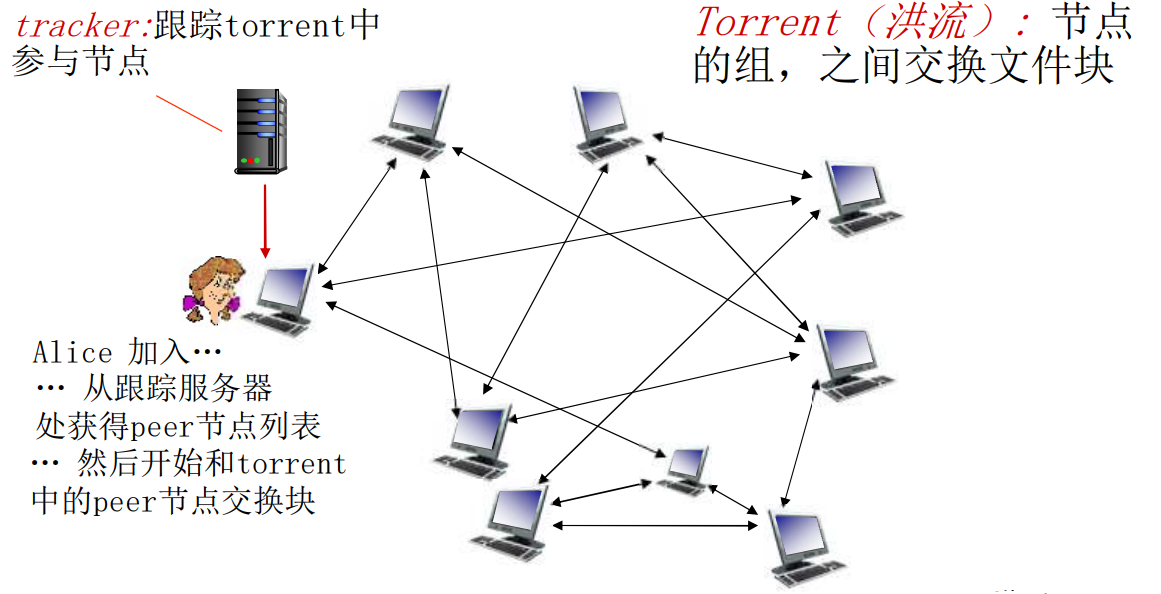 tracker:跟踪torrent中
参与节点
Torrent（洪流）: 节点
的组，之间交换文件块
Alice 加入…
… 从跟踪服务器
处获得peer节点列表
… 然后开始和torrent
中的peer节点交换块